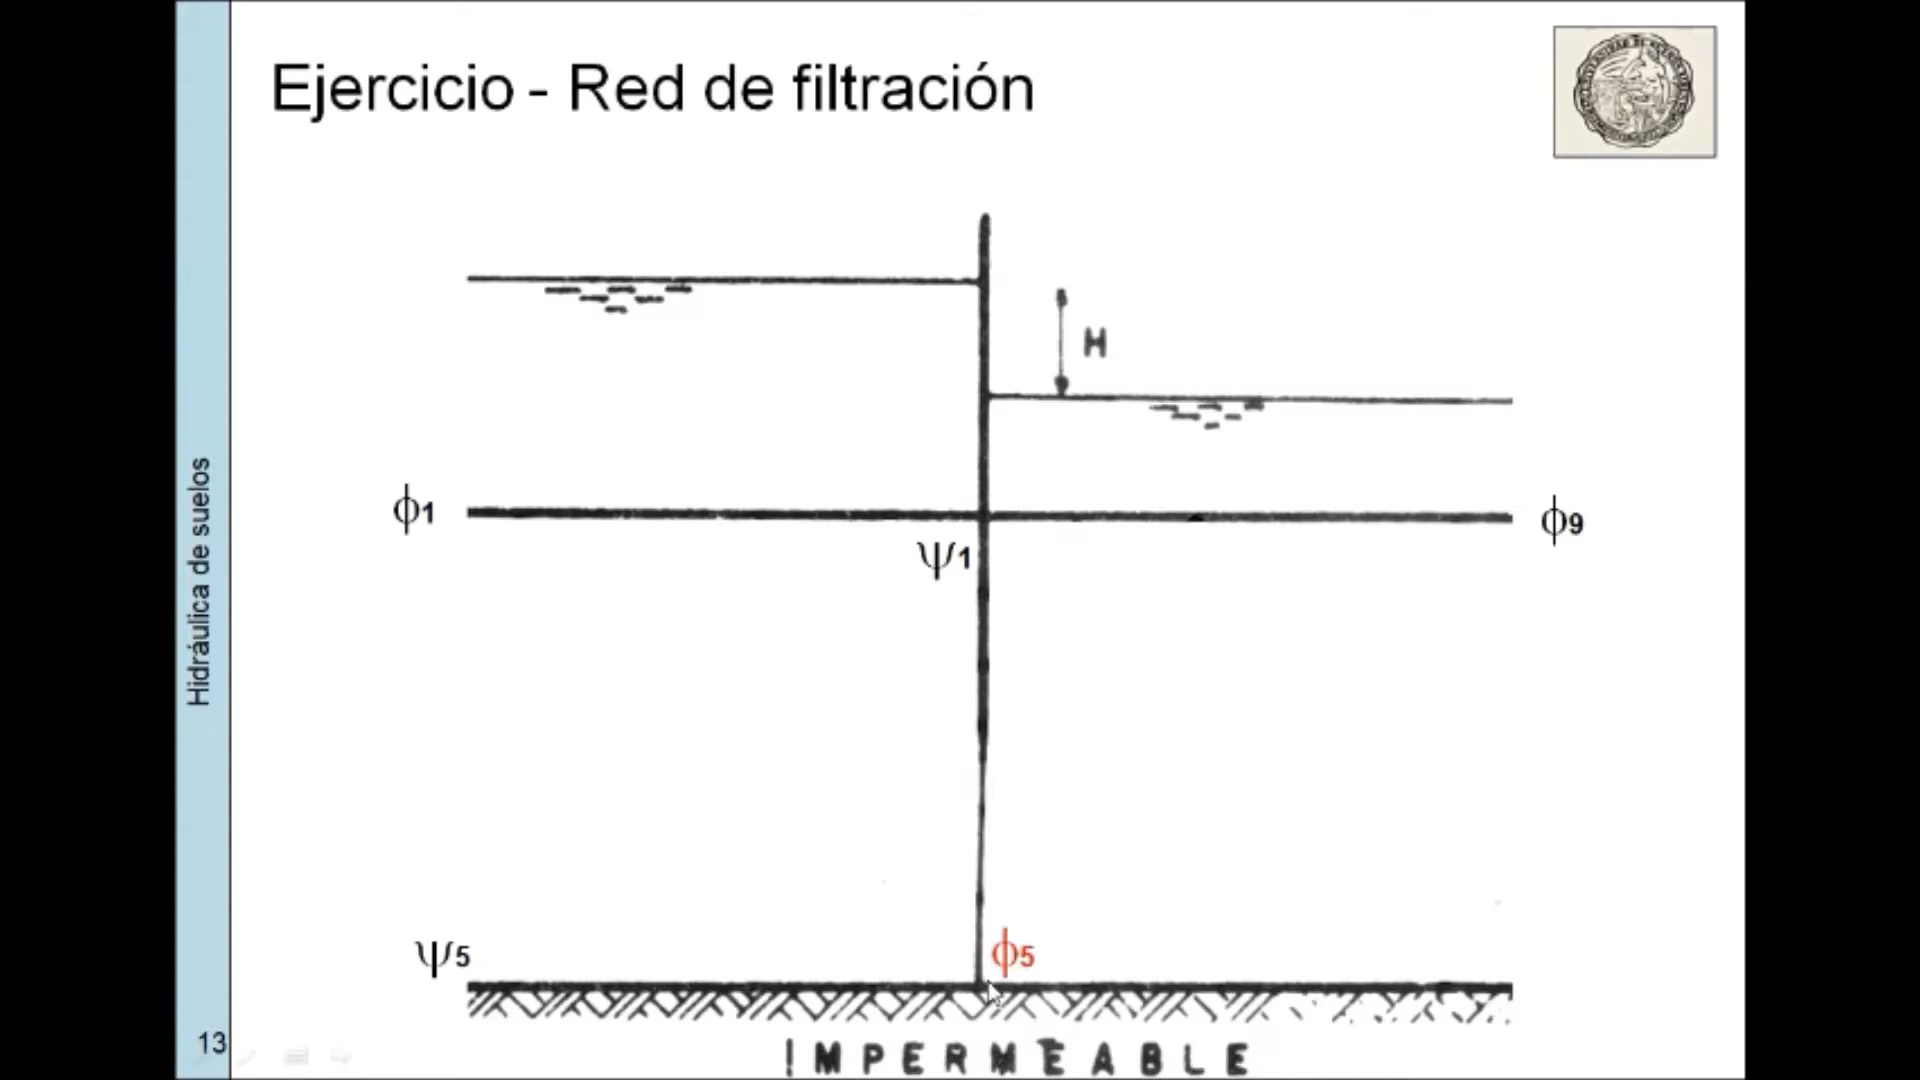 Ejercicio - Red de filtración
H
ϕ1
ϕ9
ψ1
Hidráulica de suelos
ψ5
ϕ5
13
IMPERMEABLE